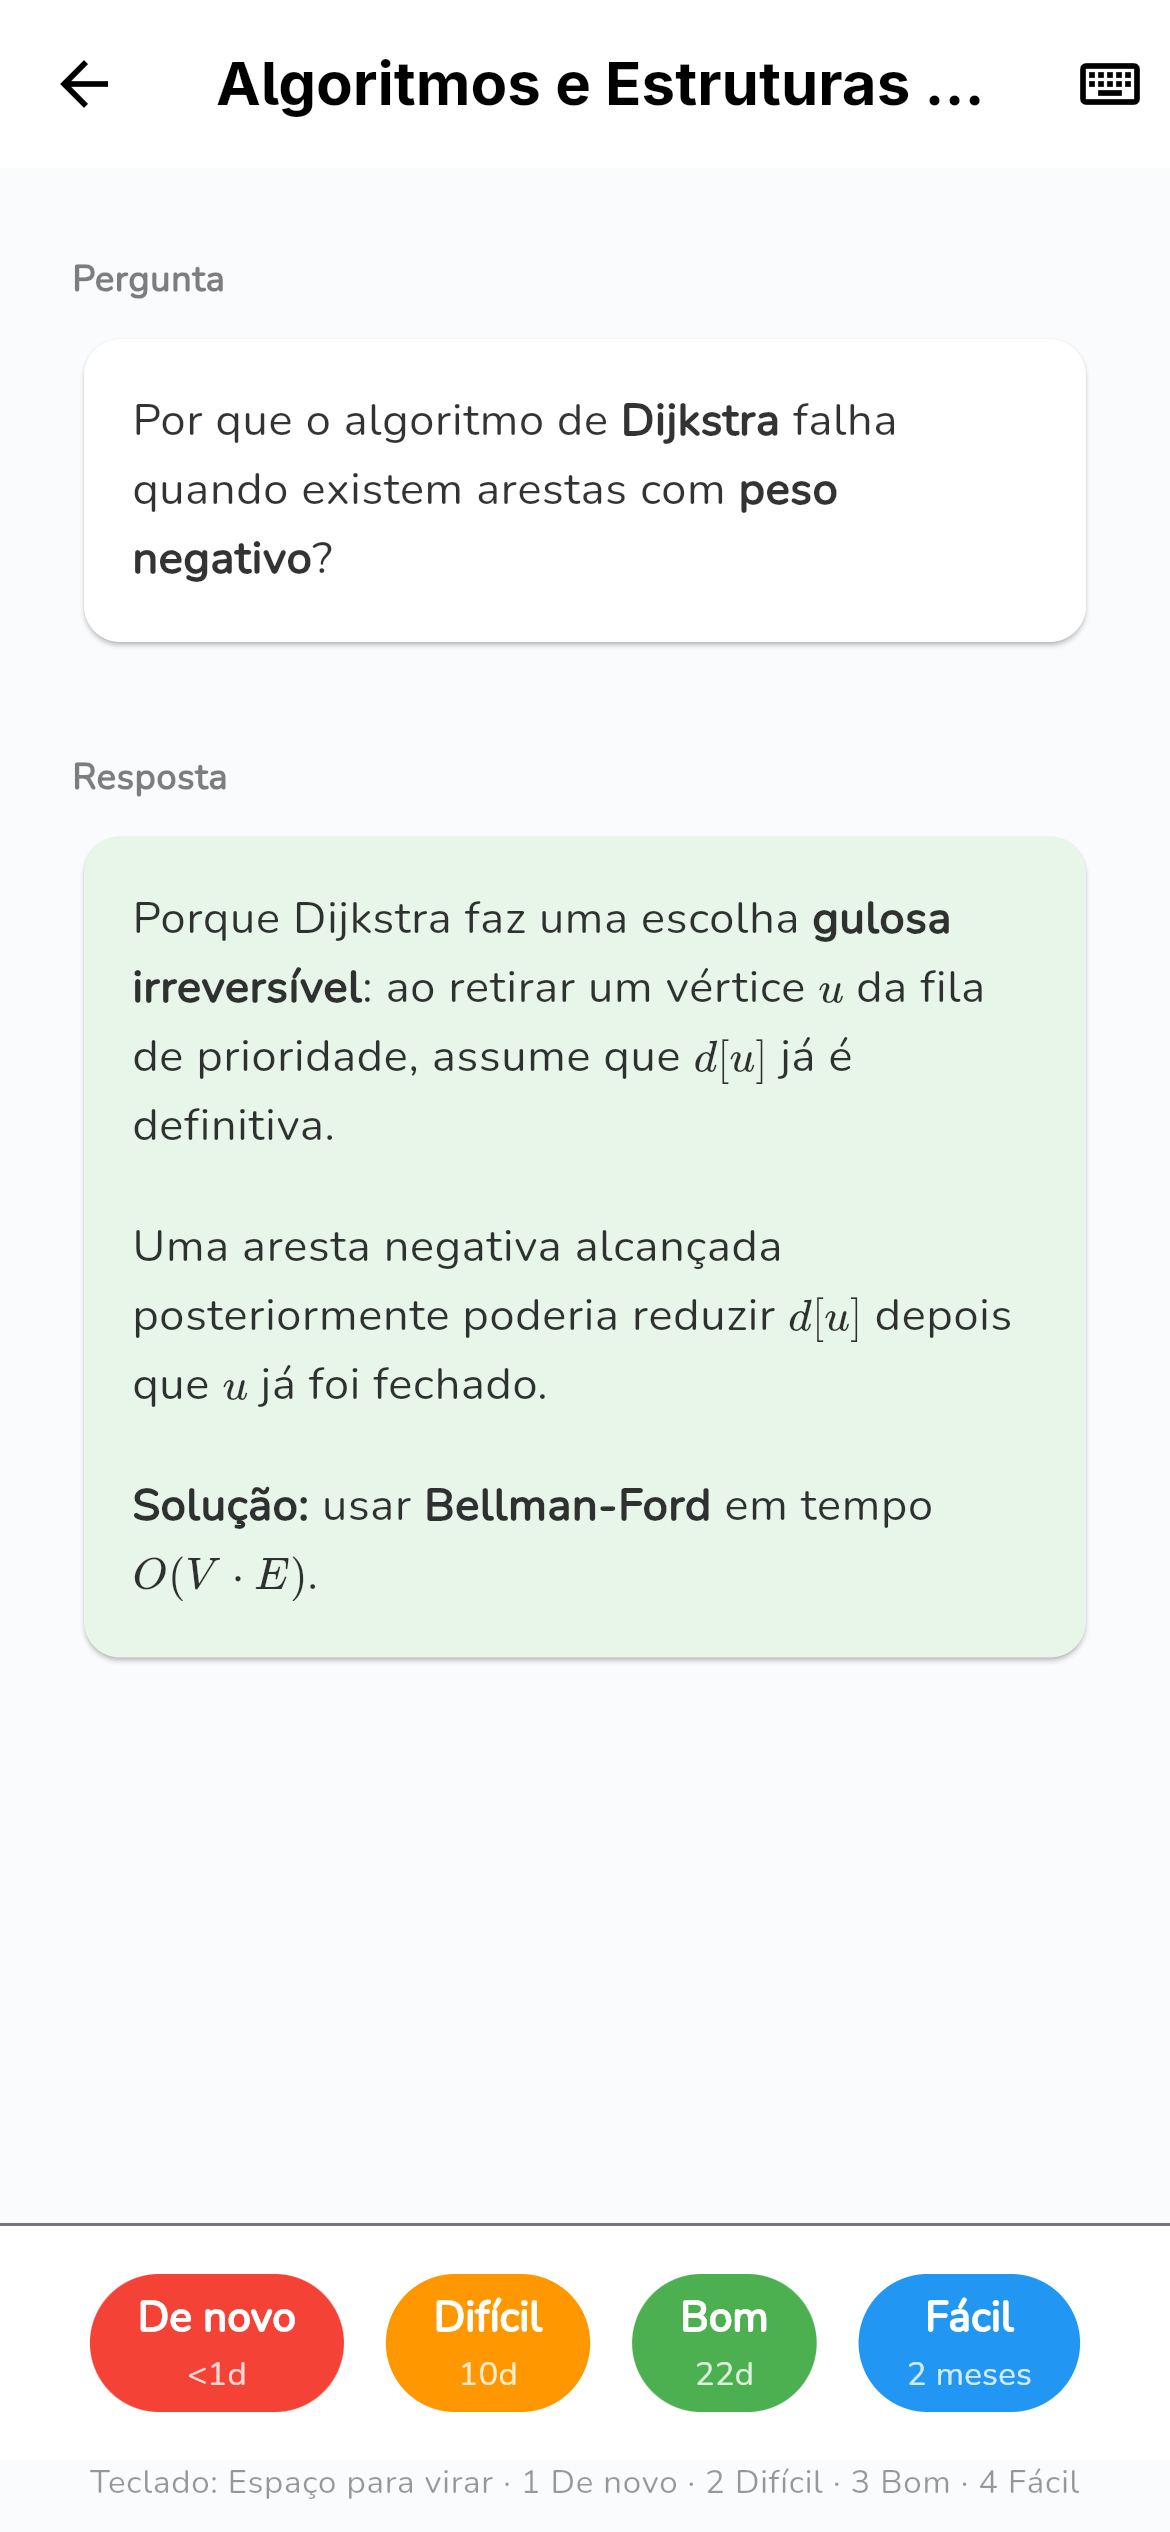 Algoritmos e Estruturas ...
Pergunta
Por que o algoritmo de Dijkstra falha
quando existem arestas com peso
negativo?
Resposta
Porque Dijkstra faz uma escolha gulosa
irreversível: ao retirar um vértice u da fila
de prioridade, assume que d[u] já é
definitiva.
Uma aresta negativa alcançada
posteriormente poderia reduzir d[u] depois
que u já foi fechado.
Solução: usar Bellman-Ford em tempo
O(V · E).
De novo
<1d
Difícil
10d
Bom
22d
Fácil
2 meses
Teclado: Espaço para virar · 1 De novo · 2 Difícil · 3 Bom · 4 Fácil